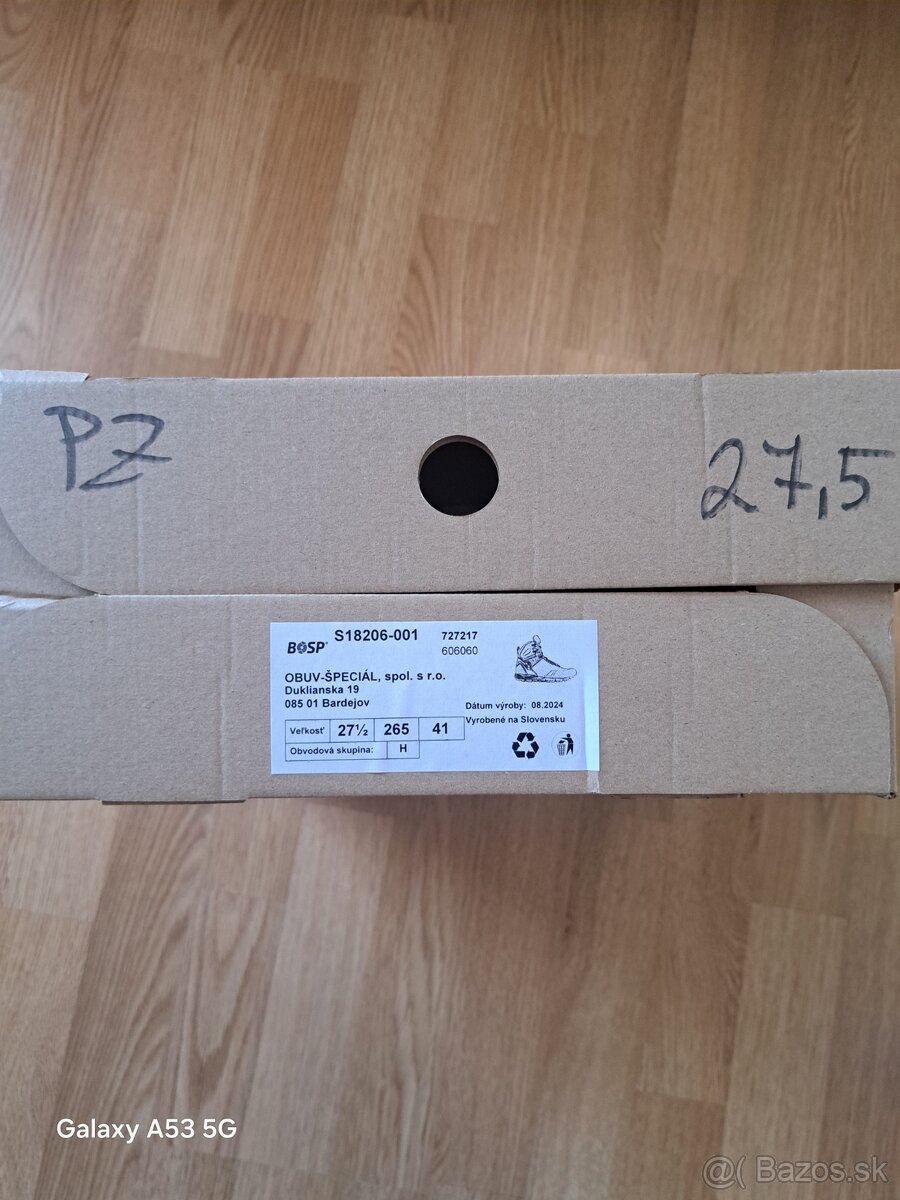 PZ
27,5
BOSP® S18206-001 727217
606060
OBUV-ŠPECIÁL, spol. s r.o.
Duklianska 19
085 01 Bardejov
Dátum výroby: 08.2024
Vyrobené na Slovensku
Veľkosť 27½ 265 41
Obvodová skupina: H
Galaxy A53 5G
@( Bazos.sk